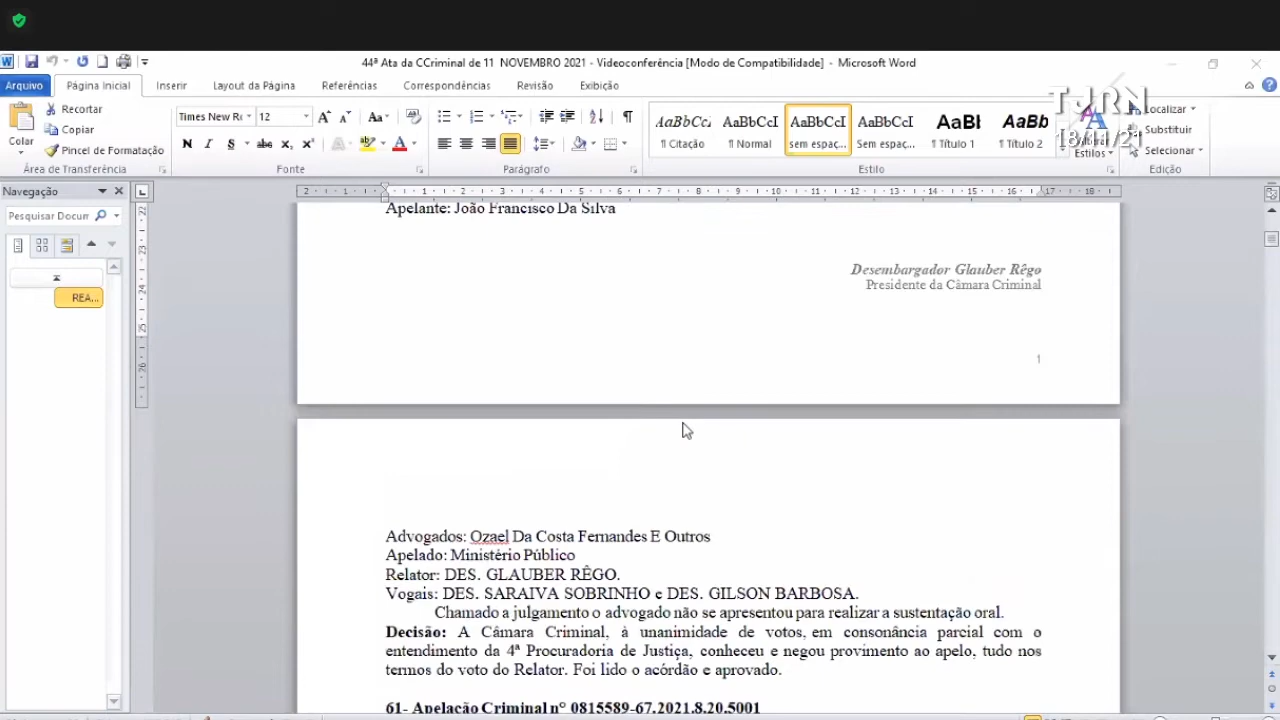 44ª Ata da CCriminal de 11 NOVEMBRO 2021 - Videoconferência [Modo de Compatibilidade] - Microsoft Word
Arquivo Página Inicial Inserir Layout da Página Referências Correspondências Revisão Exibição
TJRN
18/11/21
Colar
Recortar
Copiar
Pincel de Formatação
Área de Transferência
Times New Ro 12
Fonte
Parágrafo
AaBbCc AaBbCcI AaBbCcI AaBbCcI AaBbC AaBb
¶ Citação ¶ Normal sem espaç... Sem espaç... ¶ Título 1 ¶ Título 2
Estilos
Estilo
Localizar
Substituir
Selecionar
Edição
Navegação
Pesquisar Docum
REA...
Apelante: João Francisco Da Silva
Desembargador Glauber Rêgo
Presidente da Câmara Criminal
1
Advogados: Ozael Da Costa Fernandes E Outros
Apelado: Ministério Público
Relator: DES. GLAUBER RÊGO.
Vogais: DES. SARAIVA SOBRINHO e DES. GILSON BARBOSA.
Chamado a julgamento o advogado não se apresentou para realizar a sustentação oral.
Decisão: A Câmara Criminal, à unanimidade de votos, em consonância parcial com o
entendimento da 4ª Procuradoria de Justiça, conheceu e negou provimento ao apelo, tudo nos
termos do voto do Relator. Foi lido o acórdão e aprovado.
61- Apelação Criminal n° 0815589-67.2021.8.20.5001